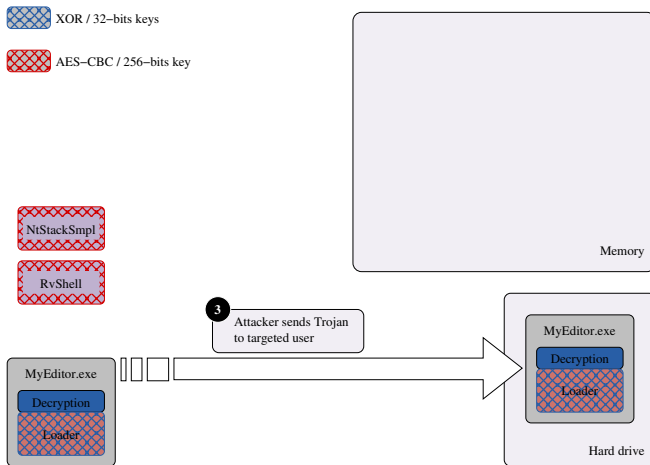 XOR / 32−bits keys
AES−CBC / 256−bits key
NtStackSmpl
RvShell
Memory
3
Attacker sends Trojan
to targeted user
MyEditor.exe
Decryption
Loader
MyEditor.exe
Decryption
Loader
Hard drive